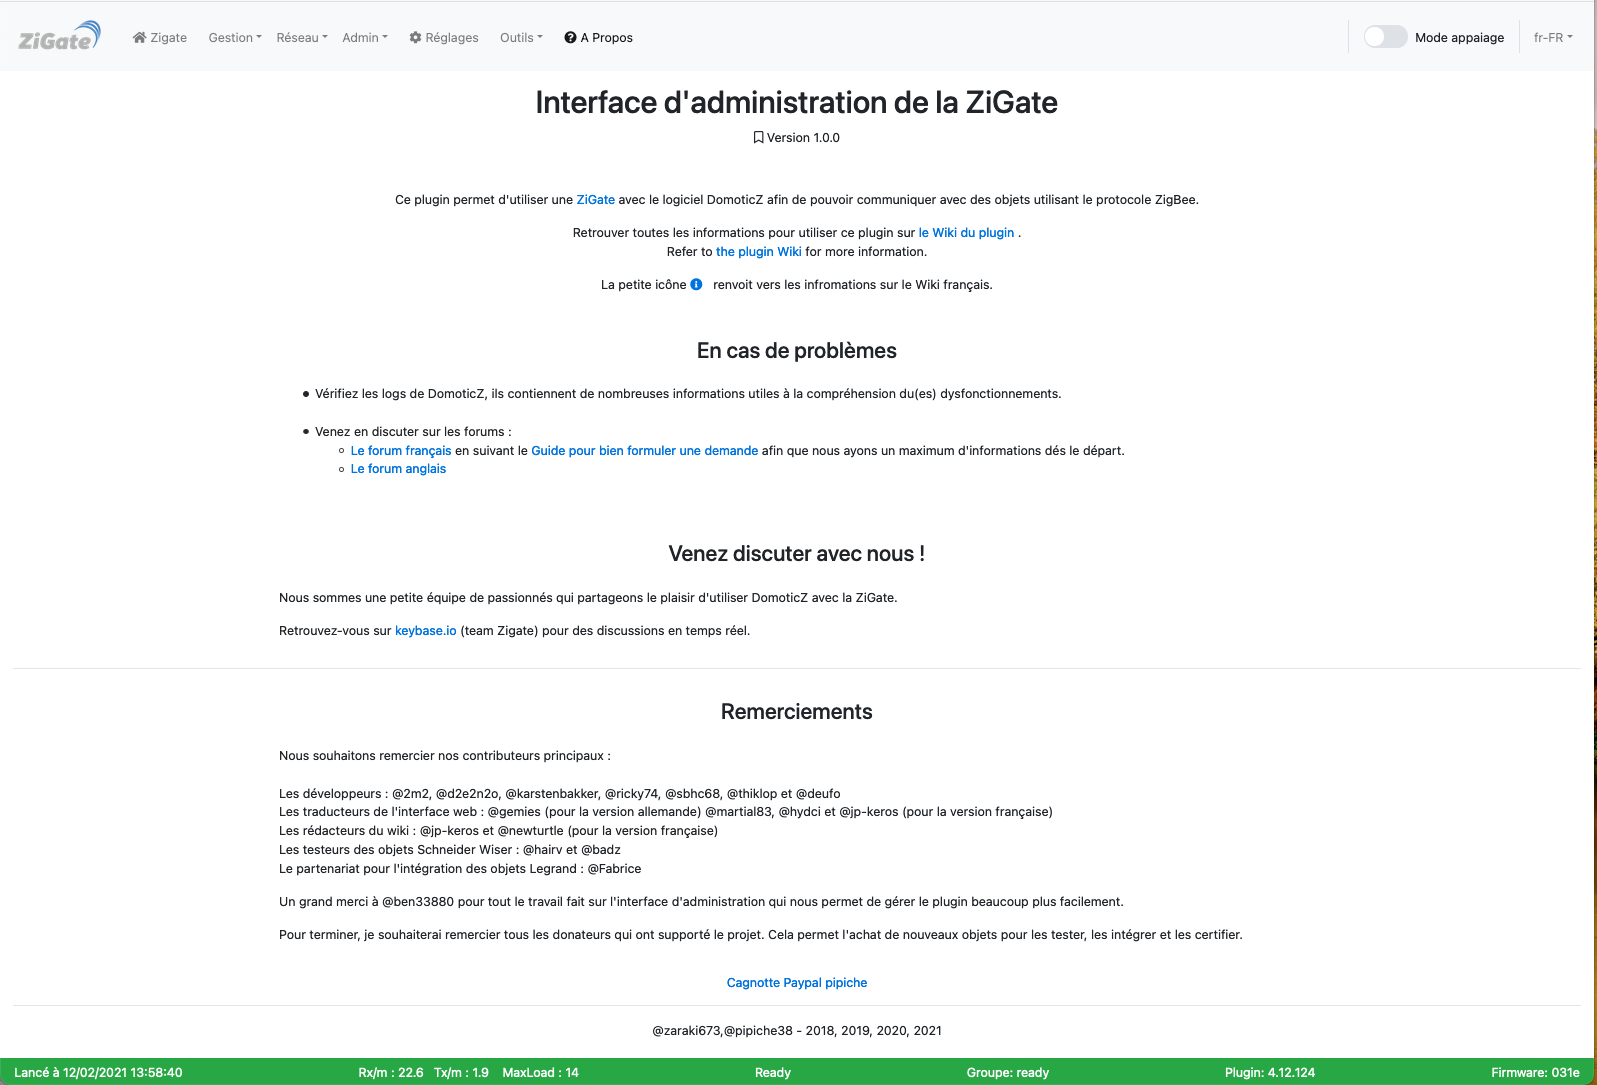 ZiGate Zigate Gestion Réseau Admin Réglages Outils A Propos Mode appaiage fr-FR
Interface d'administration de la ZiGate
Version 1.0.0
Ce plugin permet d'utiliser une ZiGate avec le logiciel DomoticZ afin de pouvoir communiquer avec des objets utilisant le protocole ZigBee.
Retrouver toutes les informations pour utiliser ce plugin sur le Wiki du plugin .
Refer to the plugin Wiki for more information.
La petite icône renvoit vers les infromations sur le Wiki français.
En cas de problèmes
Vérifiez les logs de DomoticZ, ils contiennent de nombreuses informations utiles à la compréhension du(es) dysfonctionnements.
Venez en discuter sur les forums :
Le forum français en suivant le Guide pour bien formuler une demande afin que nous ayons un maximum d'informations dés le départ.
Le forum anglais
Venez discuter avec nous !
Nous sommes une petite équipe de passionnés qui partageons le plaisir d'utiliser DomoticZ avec la ZiGate.
Retrouvez-vous sur keybase.io (team Zigate) pour des discussions en temps réel.
Remerciements
Nous souhaitons remercier nos contributeurs principaux :
Les développeurs : @2m2, @d2e2n2o, @karstenbakker, @ricky74, @sbhc68, @thiklop et @deufo
Les traducteurs de l'interface web : @gemies (pour la version allemande) @martial83, @hydci et @jp-keros (pour la version française)
Les rédacteurs du wiki : @jp-keros et @newturtle (pour la version française)
Les testeurs des objets Schneider Wiser : @hairv et @badz
Le partenariat pour l'intégration des objets Legrand : @Fabrice
Un grand merci à @ben33880 pour tout le travail fait sur l'interface d'administration qui nous permet de gérer le plugin beaucoup plus facilement.
Pour terminer, je souhaiterai remercier tous les donateurs qui ont supporté le projet. Cela permet l'achat de nouveaux objets pour les tester, les intégrer et les certifier.
Cagnotte Paypal pipiche
@zaraki673,@pipiche38 - 2018, 2019, 2020, 2021
Lancé à 12/02/2021 13:58:40 Rx/m : 22.6 Tx/m : 1.9 MaxLoad : 14 Ready Groupe: ready Plugin: 4.12.124 Firmware: 031e